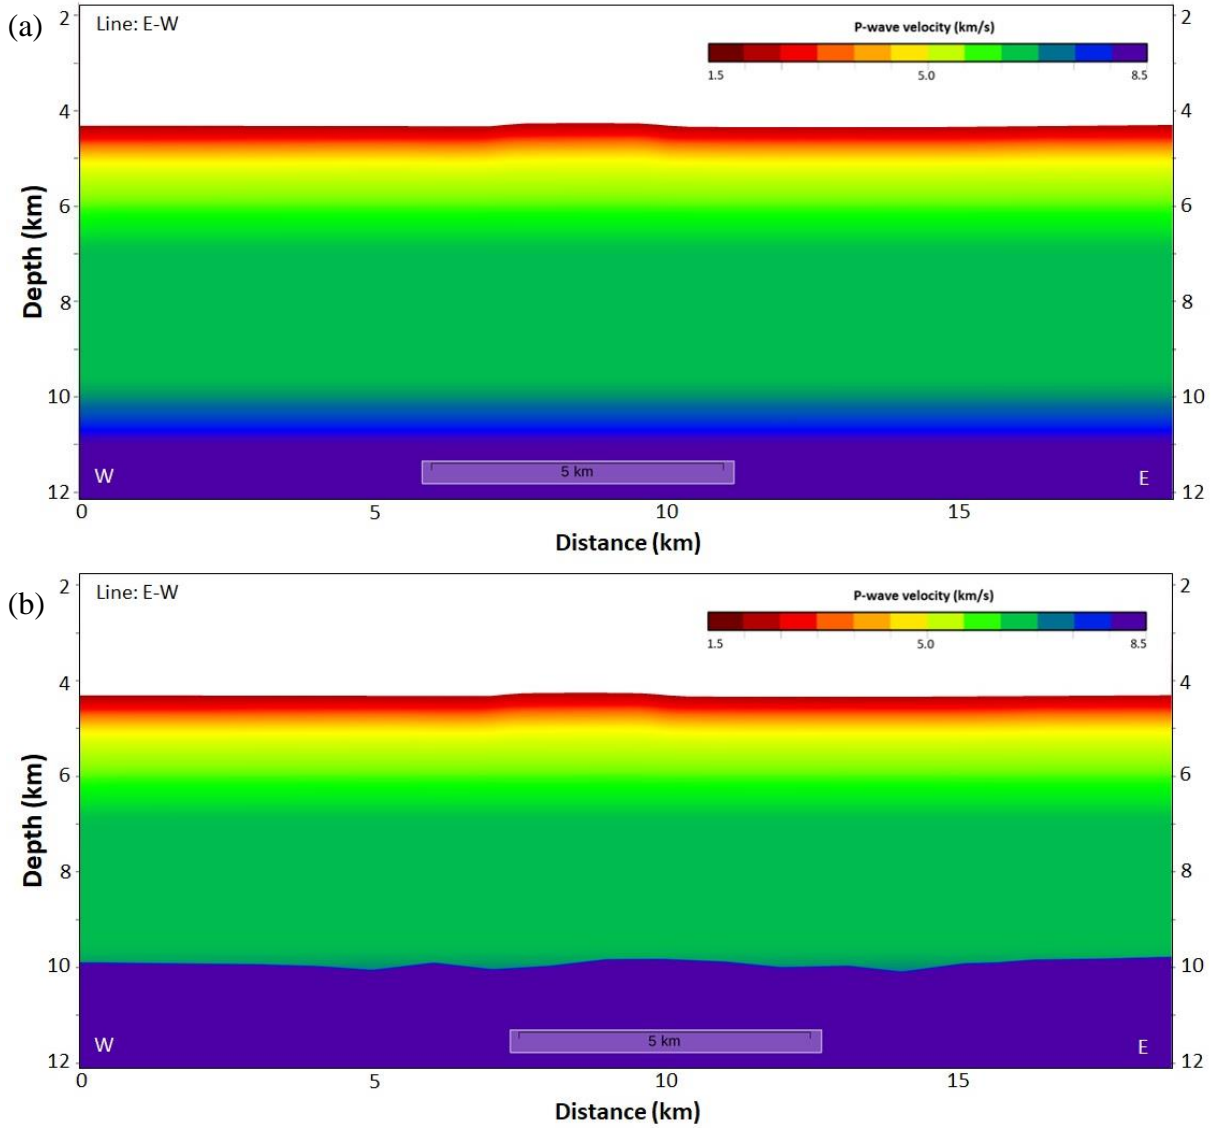 (a)
Line: E-W
P-wave velocity (km/s)
1.5 5.0 8.5
2 2
4 4
6 6
8 8
10 10
12 12
Depth (km)
W 5 km E
0 5 10 15
Distance (km)
(b)
Line: E-W
P-wave velocity (km/s)
1.5 5.0 8.5
2 2
4 4
6 6
8 8
10 10
12 12
Depth (km)
W 5 km E
0 5 10 15
Distance (km)